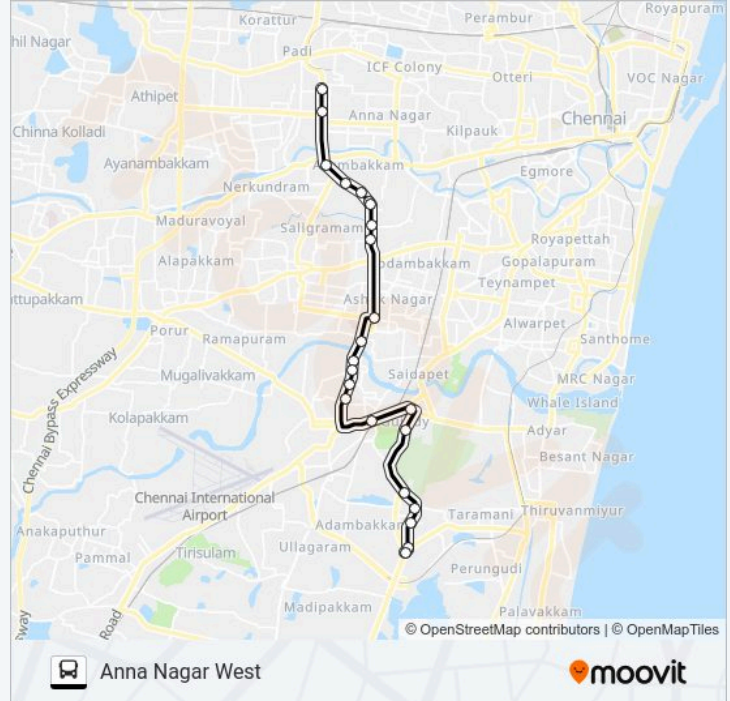 Royapuram
Korattur
Perambur
hil Nagar
Padi
ICF Colony
Otteri
VOC Nagar
Athipet
Anna Nagar
Chennai
Chinna Kolladi
Kilpauk
Ayanambakkam
mbakkam
Egmore
Nerkundram
Maduravoyal
Saligramam
Royapettah
Alapakkam
odambakkam
Gopalapuram
Teynampet
attupakkam
Ashok Nagar
Porur
Ramapuram
Alwarpet
Santhome
Mugalivakkam
Saidapet
MRC Nagar
Whale Island
Kolapakkam
Adyar
Besant Nagar
Chennai Bypass Expressway
Chennai International
Airport
Taramani
Thiruvanmiyur
Anakaputhur
Adambakkam
Pammal
Tirisulam
Ullagaram
Perungudi
Madipakkam
Palavakkam
sway
Road
© OpenStreetMap contributors | © OpenMapTiles
Anna Nagar West
moovit